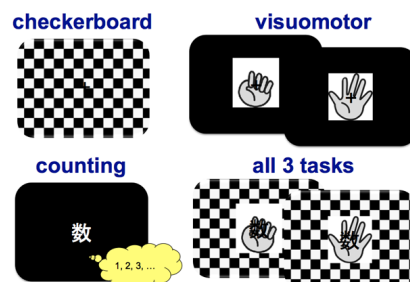 checkerboard
visuomotor
counting
all 3 tasks
数
1, 2, 3, ...
数
数